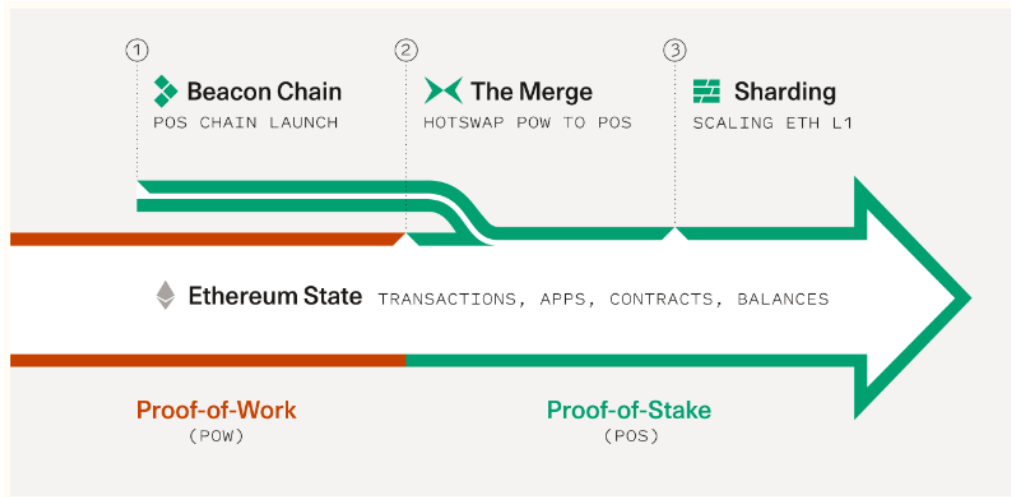 1
2
3
Beacon Chain
POS CHAIN LAUNCH
The Merge
HOTSWAP POW TO POS
Sharding
SCALING ETH L1
Ethereum State TRANSACTIONS, APPS, CONTRACTS, BALANCES
Proof-of-Work
(POW)
Proof-of-Stake
(POS)